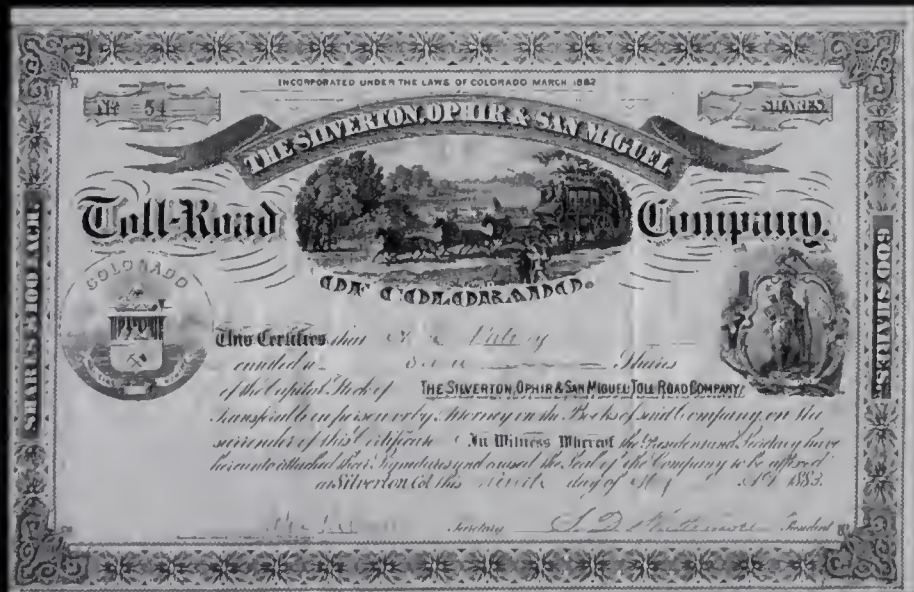 INCORPORATED UNDER THE LAWS OF COLORADO MARCH 1882
Nº 54
SHARES.
THE SILVERTON, OPHIR & SAN MIGUEL
Toll-Road Company.
OF COLORADO.
COLORADO
SHARES $100 EACH.
600 SHARES
This Certifies that
entitled to Shares
of the Capital Stock of THE SILVERTON, OPHIR & SAN MIGUEL TOLL ROAD COMPANY
Transferable in person or by Attorney on the Books of said Company on the
surrender of this Certificate In Witness Whereof the President and Secretary have
hereunto attached their Signatures and caused the Seal of the Company to be affixed
at Silverton Col. this ninth day of 1883.
Secretary President